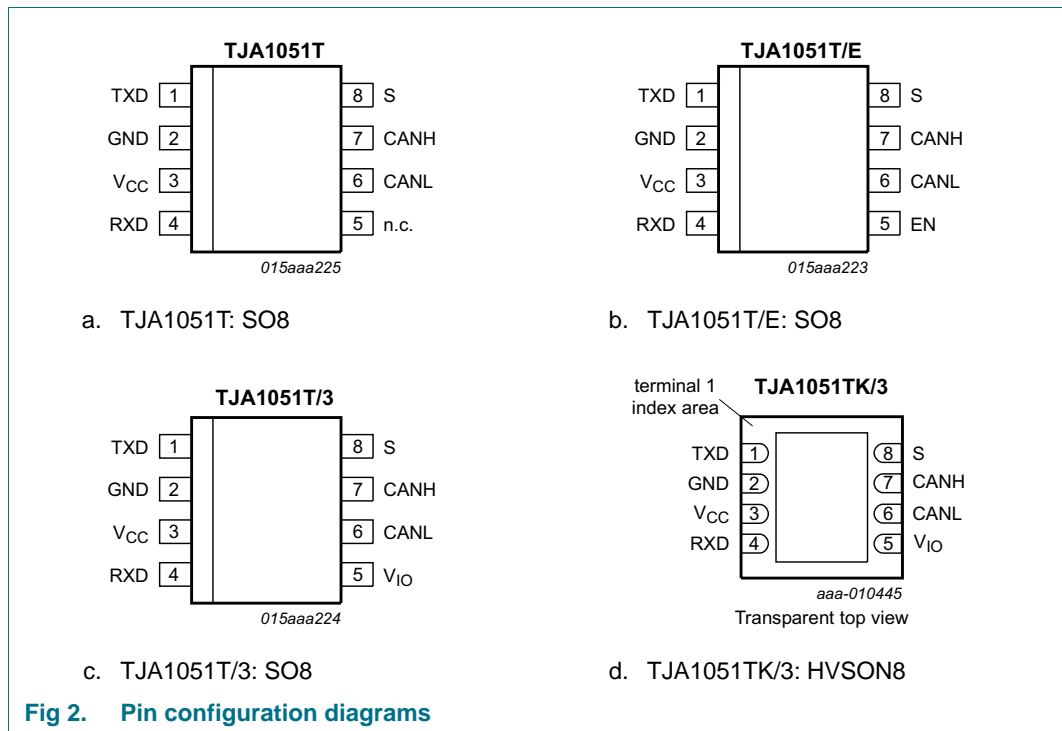 TJA1051T
TXD 1 8 S
GND 2 7 CANH
VCC 3 6 CANL
RXD 4 5 n.c.
015aaa225
a. TJA1051T: SO8
TJA1051T/E
TXD 1 8 S
GND 2 7 CANH
VCC 3 6 CANL
RXD 4 5 EN
015aaa223
b. TJA1051T/E: SO8
TJA1051T/3
TXD 1 8 S
GND 2 7 CANH
VCC 3 6 CANL
RXD 4 5 VIO
015aaa224
c. TJA1051T/3: SO8
terminal 1
index area
TJA1051TK/3
TXD 1 8 S
GND 2 7 CANH
VCC 3 6 CANL
RXD 4 5 VIO
aaa-010445
Transparent top view
d. TJA1051TK/3: HVSON8
Fig 2. Pin configuration diagrams